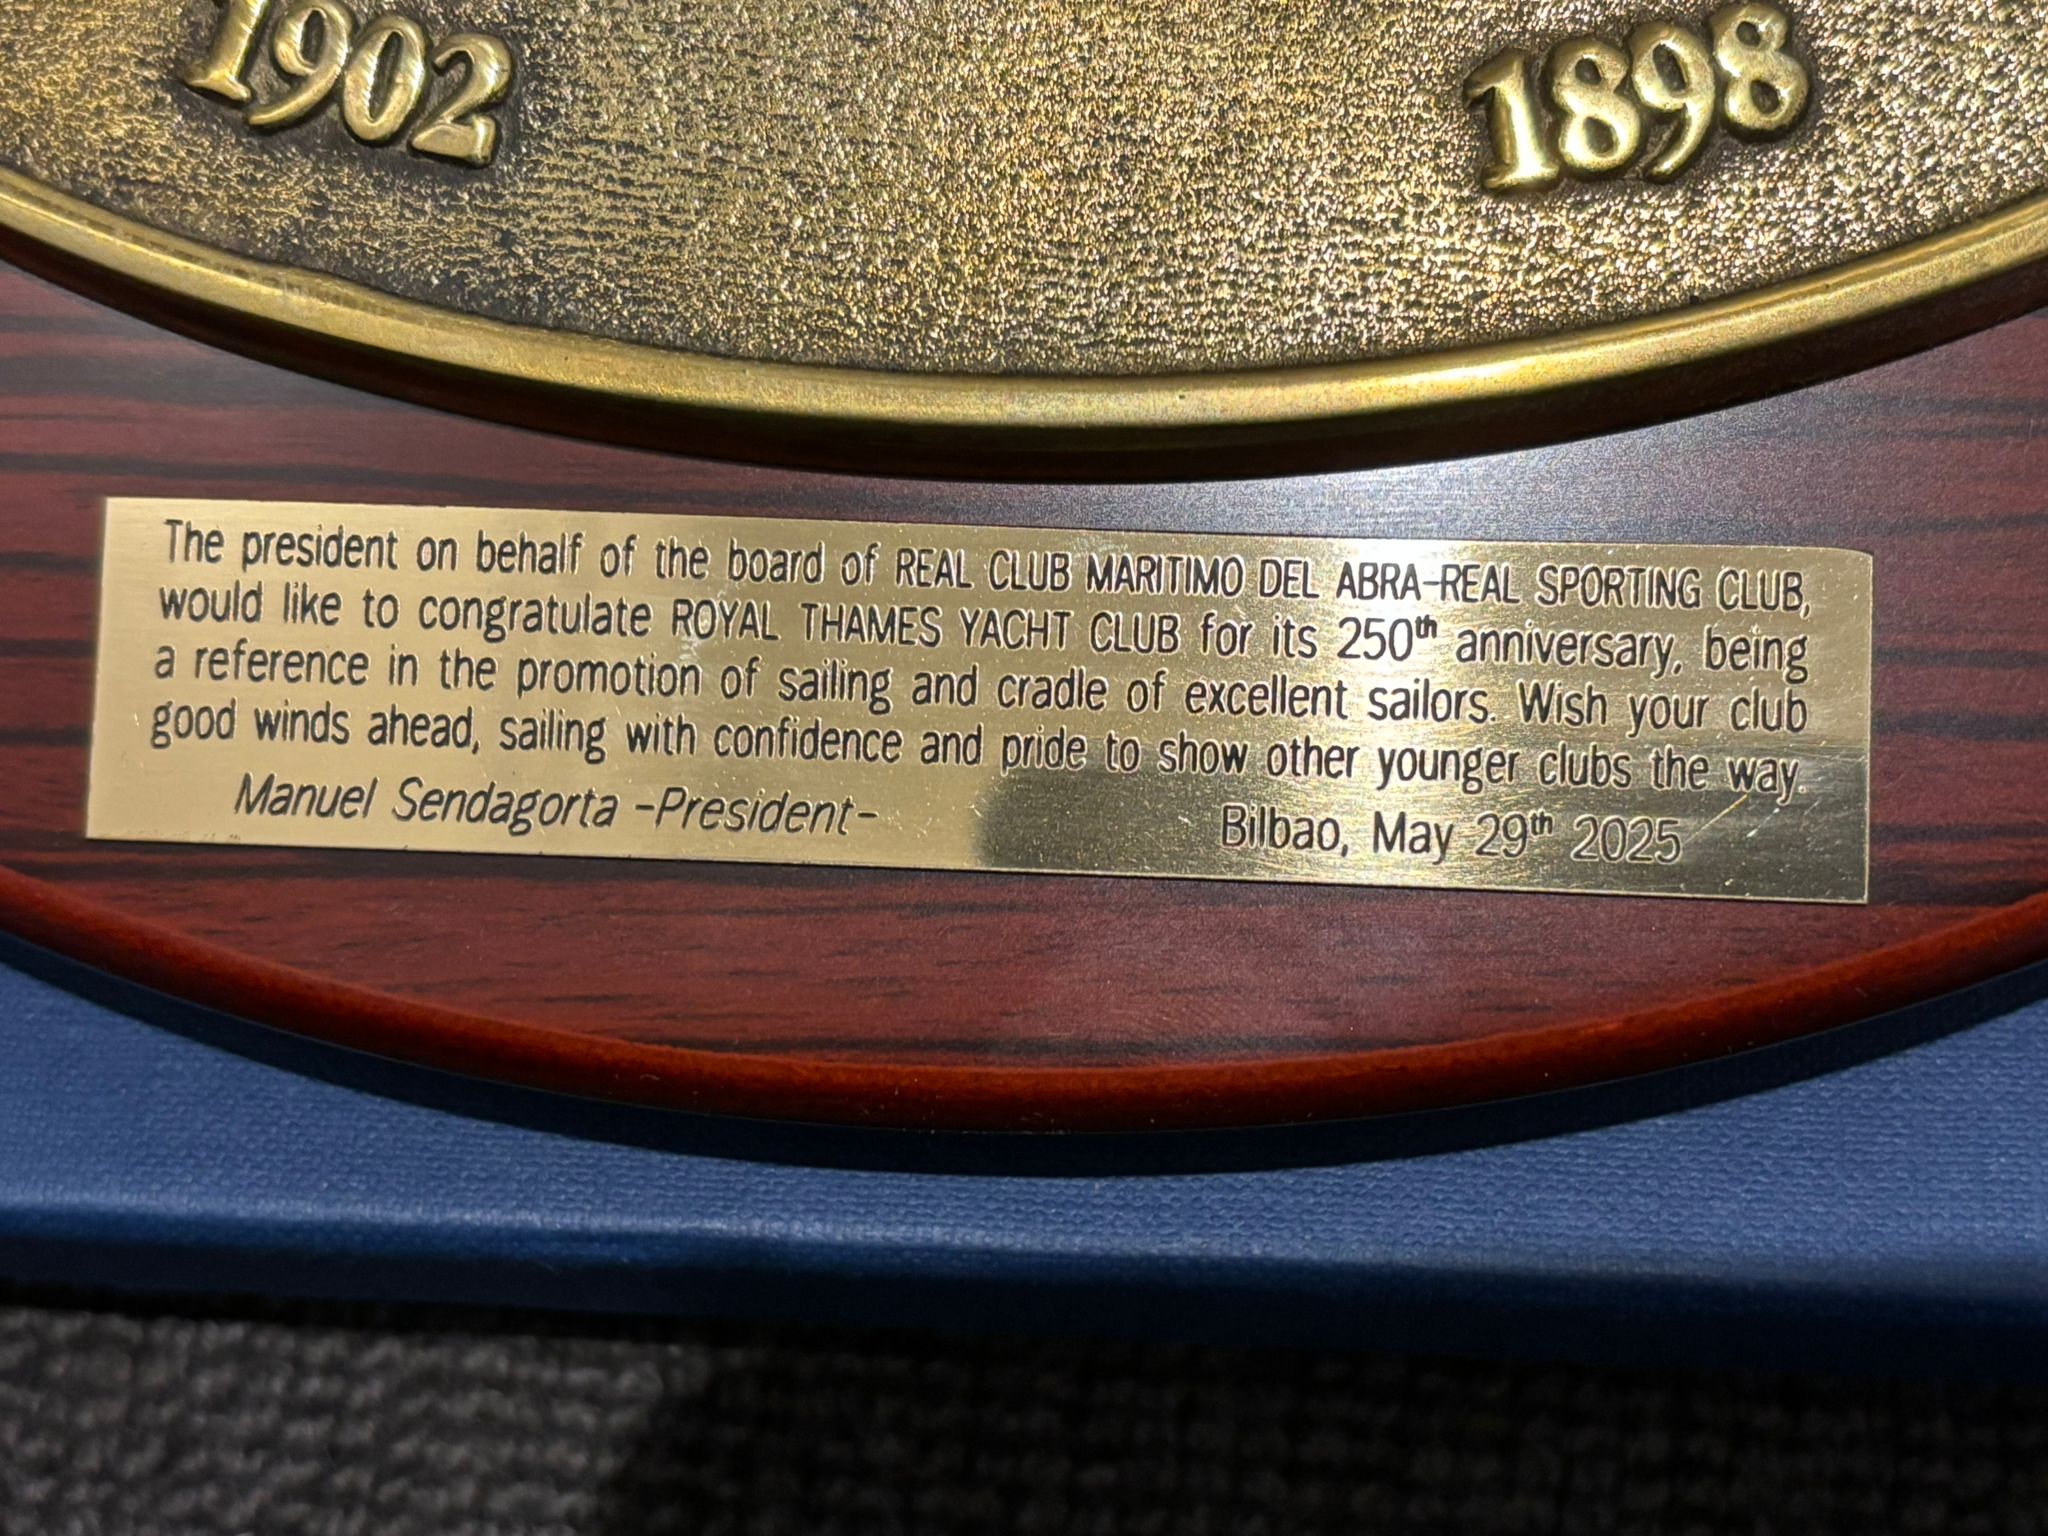 1902 1898
The president on behalf of the board of REAL CLUB MARITIMO DEL ABRA-REAL SPORTING CLUB,
would like to congratulate ROYAL THAMES YACHT CLUB for its 250th anniversary, being
a reference in the promotion of sailing and cradle of excellent sailors. Wish your club
good winds ahead, sailing with confidence and pride to show other younger clubs the way.
Manuel Sendagorta -President- Bilbao, May 29th 2025